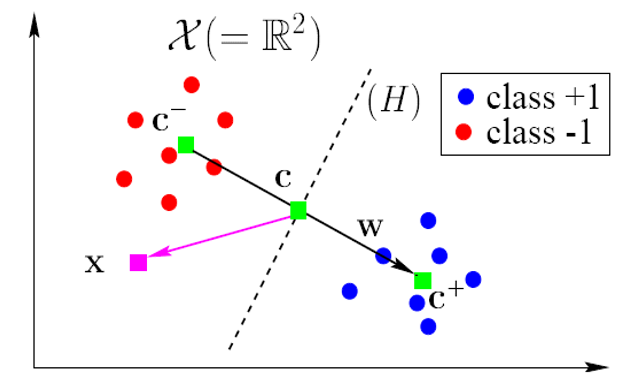 𝒳(= ℝ²)
(H)
class +1
class -1
c⁻
c
w
x
c⁺